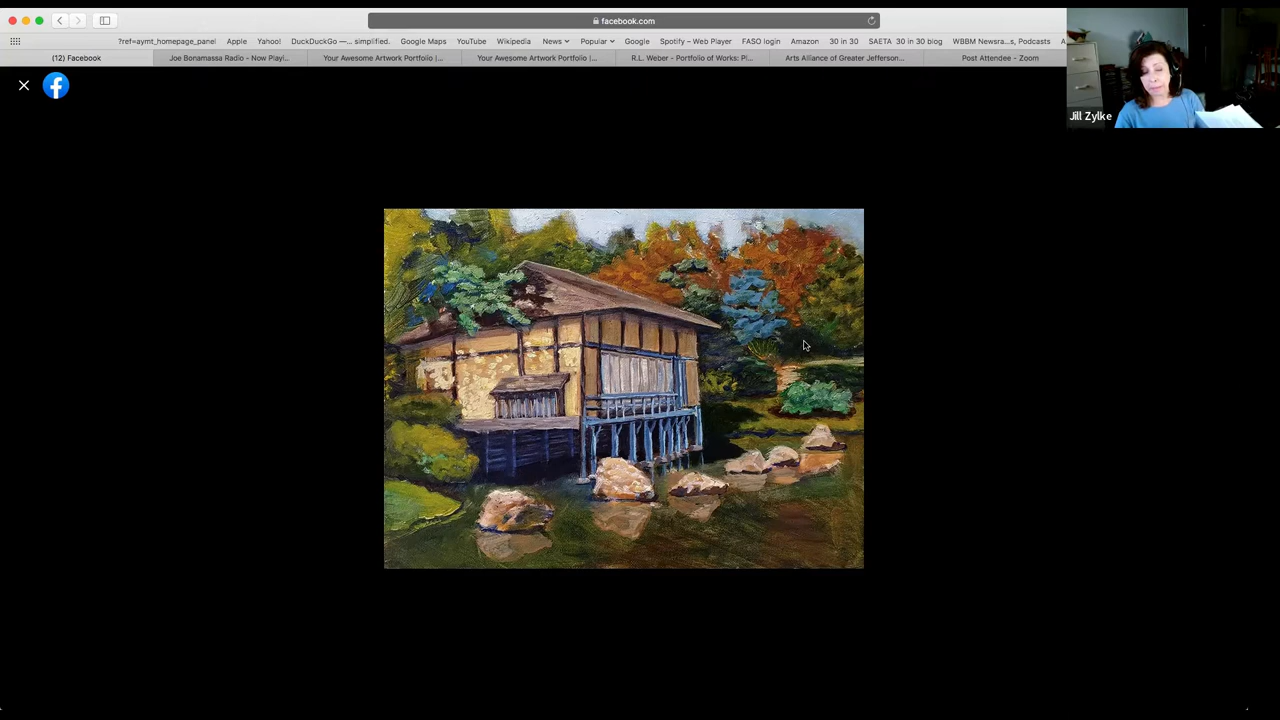 facebook.com
?ref=aymt_homepage_panel Apple Yahoo! DuckDuckGo —... simplified. Google Maps YouTube Wikipedia News Popular Google Spotify – Web Player FASO login Amazon 30 in 30 SAETA 30 in 30 blog WBBM Newsra...s, Podcasts A
(12) Facebook Joe Bonamassa Radio - Now Playi... Your Awesome Artwork Portfolio |... Your Awesome Artwork Portfolio |... R.L. Weber - Portfolio of Works: Pl... Arts Alliance of Greater Jefferson... Post Attendee - Zoom
Jill Zylke